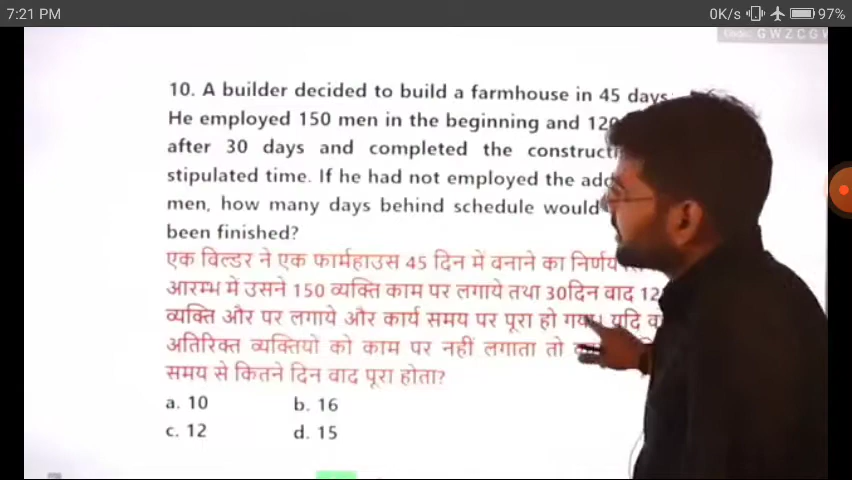 7:21 PM 0K/s 97%
G W Z C G W
10. A builder decided to build a farmhouse in 45 days.
He employed 150 men in the beginning and 120
after 30 days and completed the
stipulated time. If he had not employed the
men, how many days behind schedule would
been finished?
एक विल्डर ने एक फार्महाउस 45 दिन में वनाने का निर्णय
आरम्भ में उसने 150 व्यक्ति काम पर लगाये तथा 30दिन वाद 12
व्यक्ति और पर लगाये और कार्य समय पर पूरा हो गया। यदि
अतिरिक्त व्यक्तियो को काम पर नहीं लगाता तो
समय से कितने दिन वाद पूरा होता?
a. 10 b. 16
c. 12 d. 15